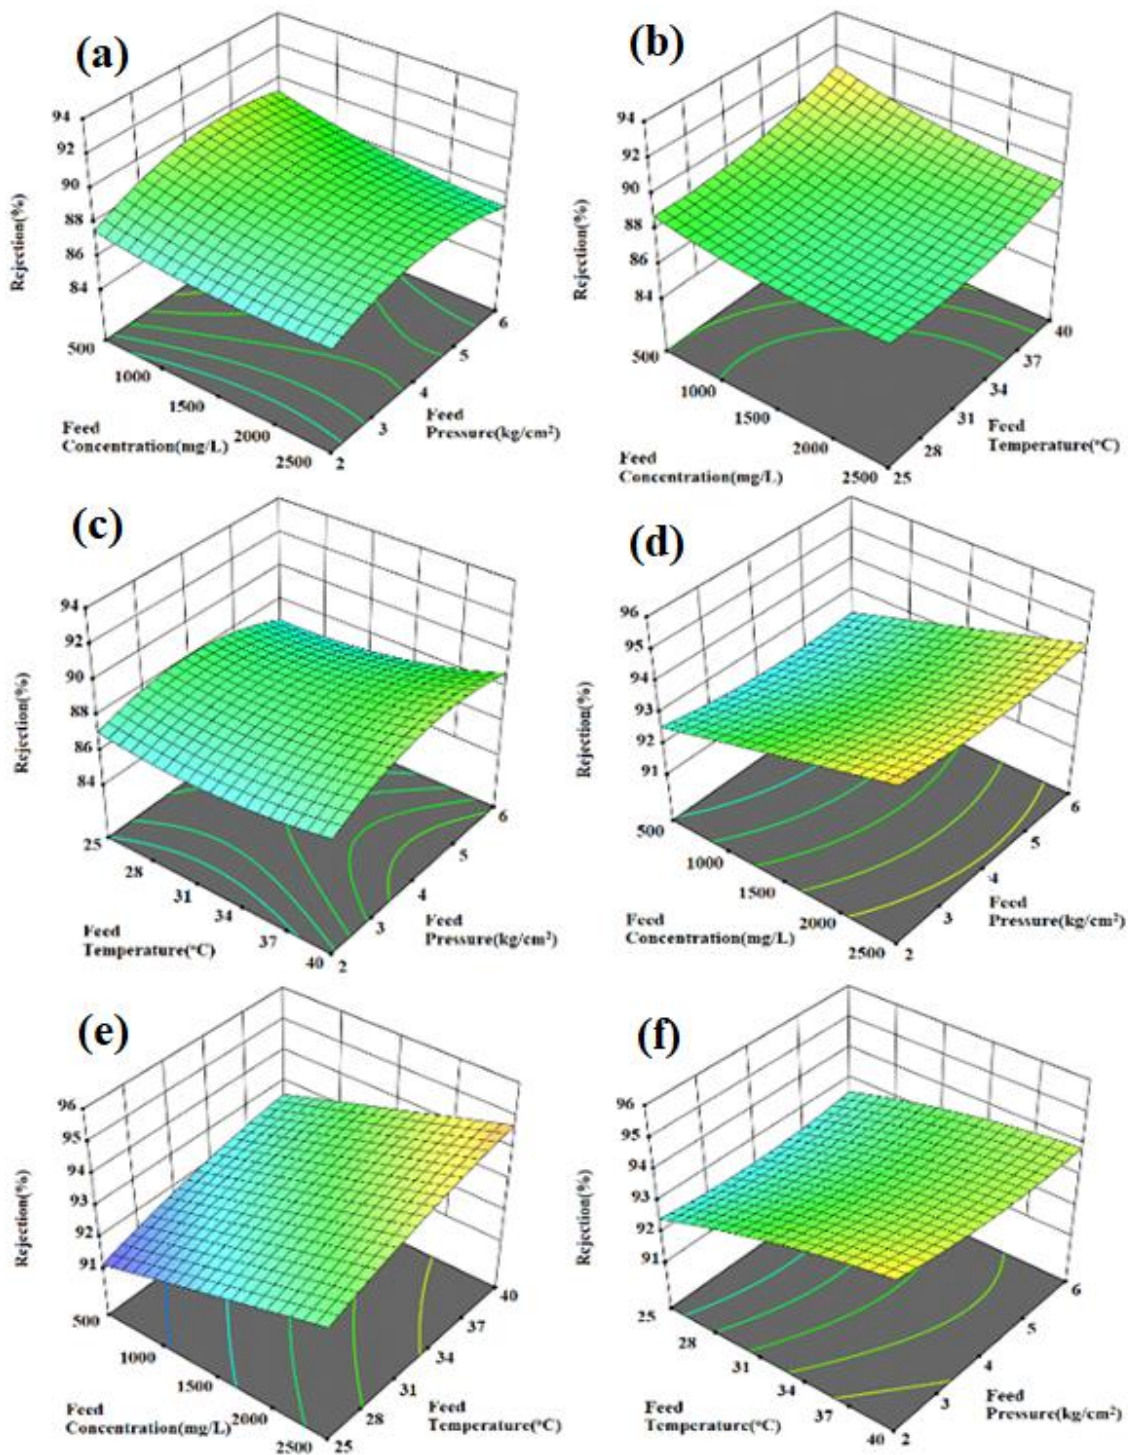 (a)
94
92
90
88
86
84
Rejection(%)
500
1000
1500
2000
2500
Feed
Concentration(mg/L)
2
3
4
5
6
Feed
Pressure(kg/cm²)
(b)
94
92
90
88
86
84
Rejection(%)
500
1000
1500
2000
2500
Feed
Concentration(mg/L)
25
28
31
34
37
40
Feed
Temperature(°C)
(c)
94
92
90
88
86
84
Rejection(%)
25
28
31
34
37
40
Feed
Temperature(°C)
2
3
4
5
6
Feed
Pressure(kg/cm²)
(d)
96
95
94
93
92
91
Rejection(%)
500
1000
1500
2000
2500
Feed
Concentration(mg/L)
2
3
4
5
6
Feed
Pressure(kg/cm²)
(e)
96
95
94
93
92
91
Rejection(%)
500
1000
1500
2000
2500
Feed
Concentration(mg/L)
25
28
31
34
37
40
Feed
Temperature(°C)
(f)
96
95
94
93
92
91
Rejection(%)
25
28
31
34
37
40
Feed
Temperature(°C)
2
3
4
5
6
Feed
Pressure(kg/cm²)